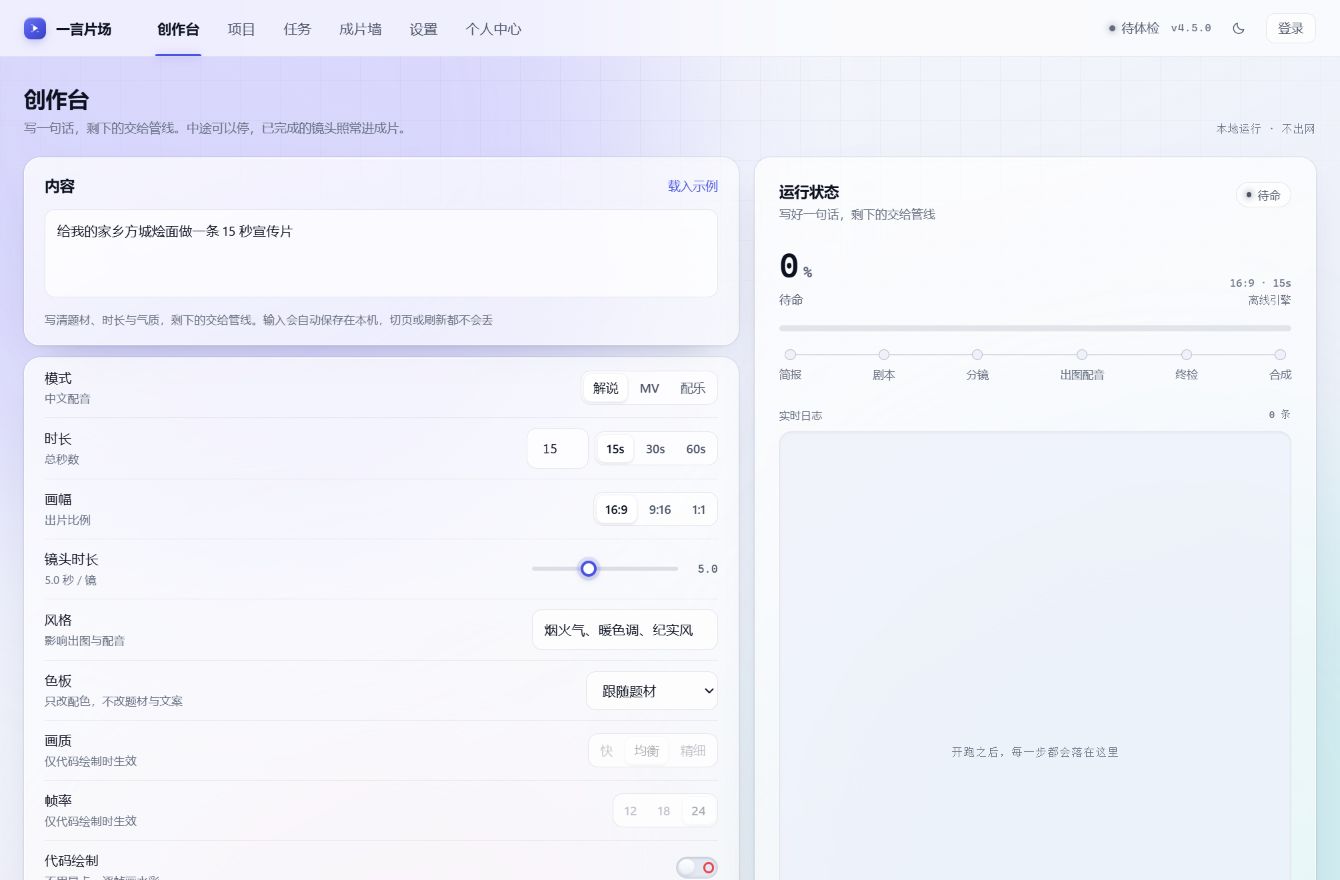 一言片场
创作台 项目 任务 成片墙 设置 个人中心
待体检 v4.5.0 登录
创作台
写一句话，剩下的交给管线。中途可以停，已完成的镜头照常进成片。
本地运行 · 不出网
内容
载入示例
给我的家乡方城烩面做一条 15 秒宣传片
写清题材、时长与气质，剩下的交给管线。输入会自动保存在本机，切页或刷新都不会丢
模式
中文配音
解说 MV 配乐
时长
总秒数
15 15s 30s 60s
画幅
出片比例
16:9 9:16 1:1
镜头时长
5.0 秒 / 镜
5.0
风格
影响出图与配音
烟火气、暖色调、纪实风
色板
只改配色，不改题材与文案
跟随题材
画质
仅代码绘制时生效
快 均衡 精细
帧率
仅代码绘制时生效
12 18 24
代码绘制
运行状态
待命
写好一句话，剩下的交给管线
0 %
待命
16:9 · 15s
离线引擎
简报 剧本 分镜 出图配音 终检 合成
实时日志
0 条
开跑之后，每一步都会落在这里